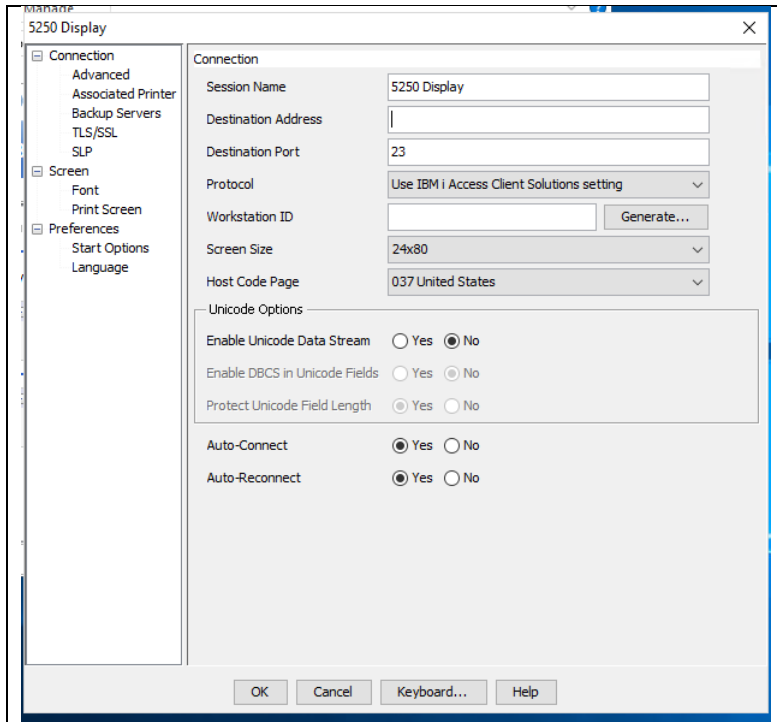 Manage
5250 Display
Connection
Advanced
Associated Printer
Backup Servers
TLS/SSL
SLP
Screen
Font
Print Screen
Preferences
Start Options
Language
Connection
Session Name 5250 Display
Destination Address
Destination Port 23
Protocol Use IBM i Access Client Solutions setting
Workstation ID Generate...
Screen Size 24x80
Host Code Page 037 United States
Unicode Options
Enable Unicode Data Stream Yes No
Enable DBCS in Unicode Fields Yes No
Protect Unicode Field Length Yes No
Auto-Connect Yes No
Auto-Reconnect Yes No
OK Cancel Keyboard... Help